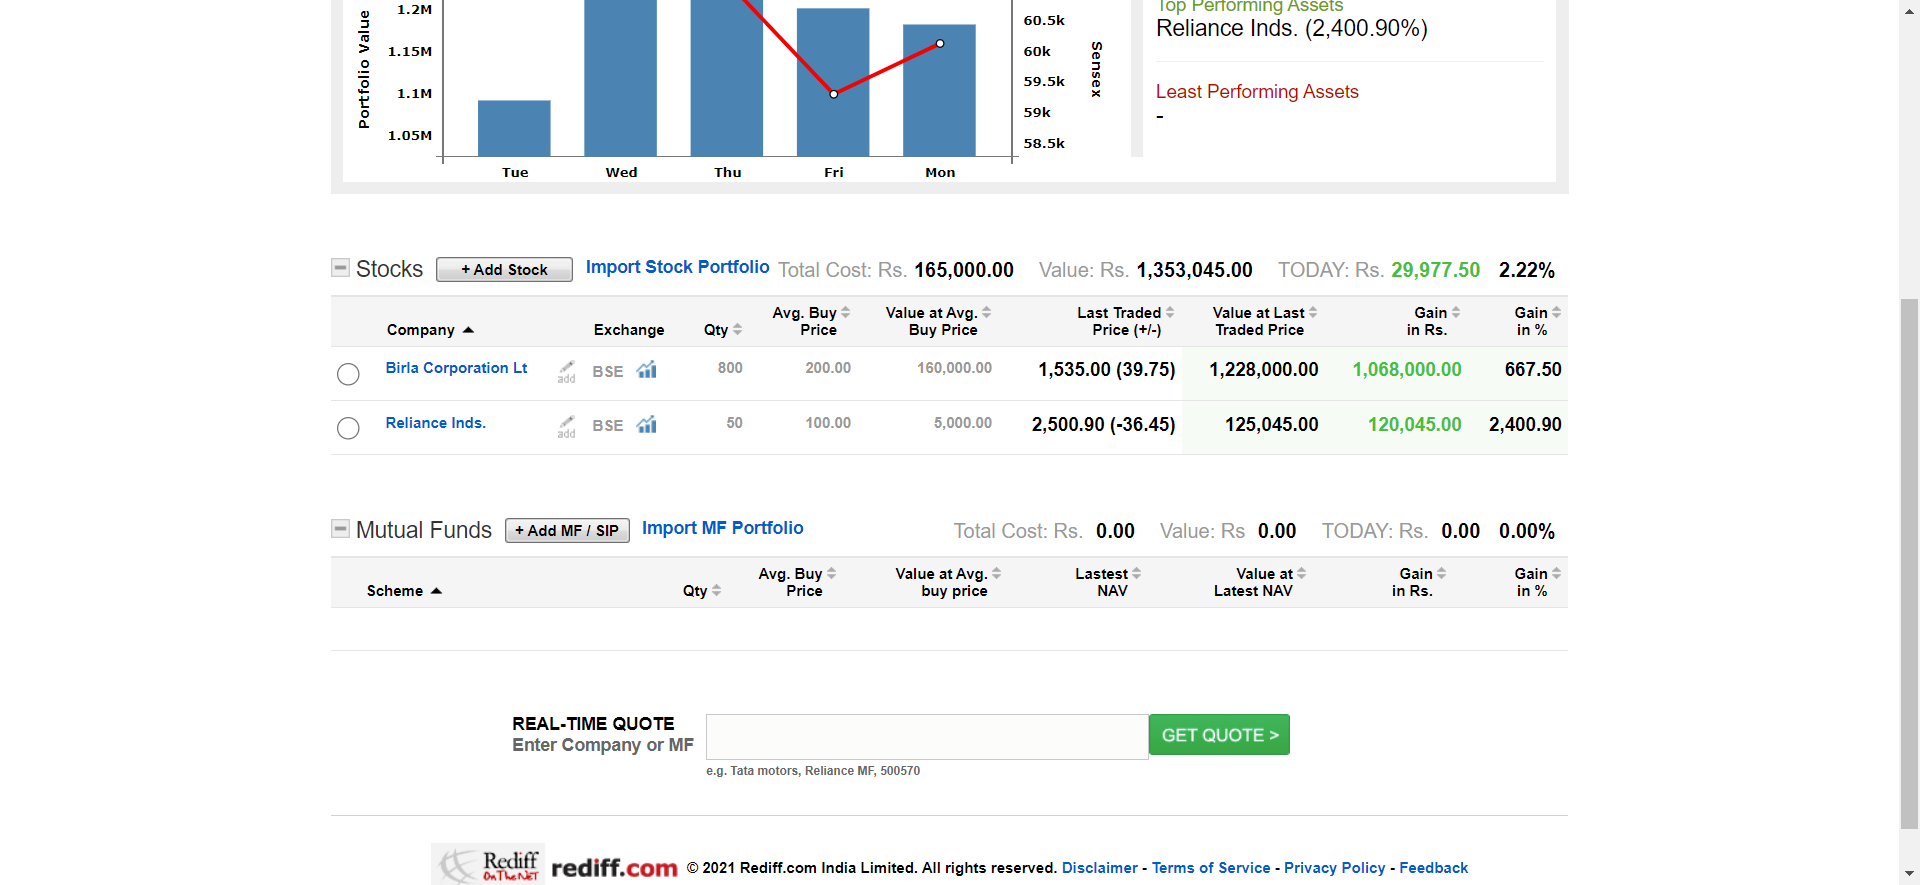 Top Performing Assets
Reliance Inds. (2,400.90%)
Least Performing Assets
-
Portfolio Value
1.2M
1.15M
1.1M
1.05M
60.5k
60k
59.5k
59k
58.5k
Sensex
Tue Wed Thu Fri Mon
Stocks + Add Stock Import Stock Portfolio Total Cost: Rs. 165,000.00 Value: Rs. 1,353,045.00 TODAY: Rs. 29,977.50 2.22%
Company Exchange Qty Avg. Buy Price Value at Avg. Buy Price Last Traded Price (+/-) Value at Last Traded Price Gain in Rs. Gain in %
Birla Corporation Lt add BSE 800 200.00 160,000.00 1,535.00 (39.75) 1,228,000.00 1,068,000.00 667.50
Reliance Inds. add BSE 50 100.00 5,000.00 2,500.90 (-36.45) 125,045.00 120,045.00 2,400.90
Mutual Funds + Add MF / SIP Import MF Portfolio Total Cost: Rs. 0.00 Value: Rs 0.00 TODAY: Rs. 0.00 0.00%
Scheme Qty Avg. Buy Price Value at Avg. buy price Lastest NAV Value at Latest NAV Gain in Rs. Gain in %
REAL-TIME QUOTE
Enter Company or MF
GET QUOTE >
e.g. Tata motors, Reliance MF, 500570
Rediff On The NET rediff.com © 2021 Rediff.com India Limited. All rights reserved. Disclaimer - Terms of Service - Privacy Policy - Feedback